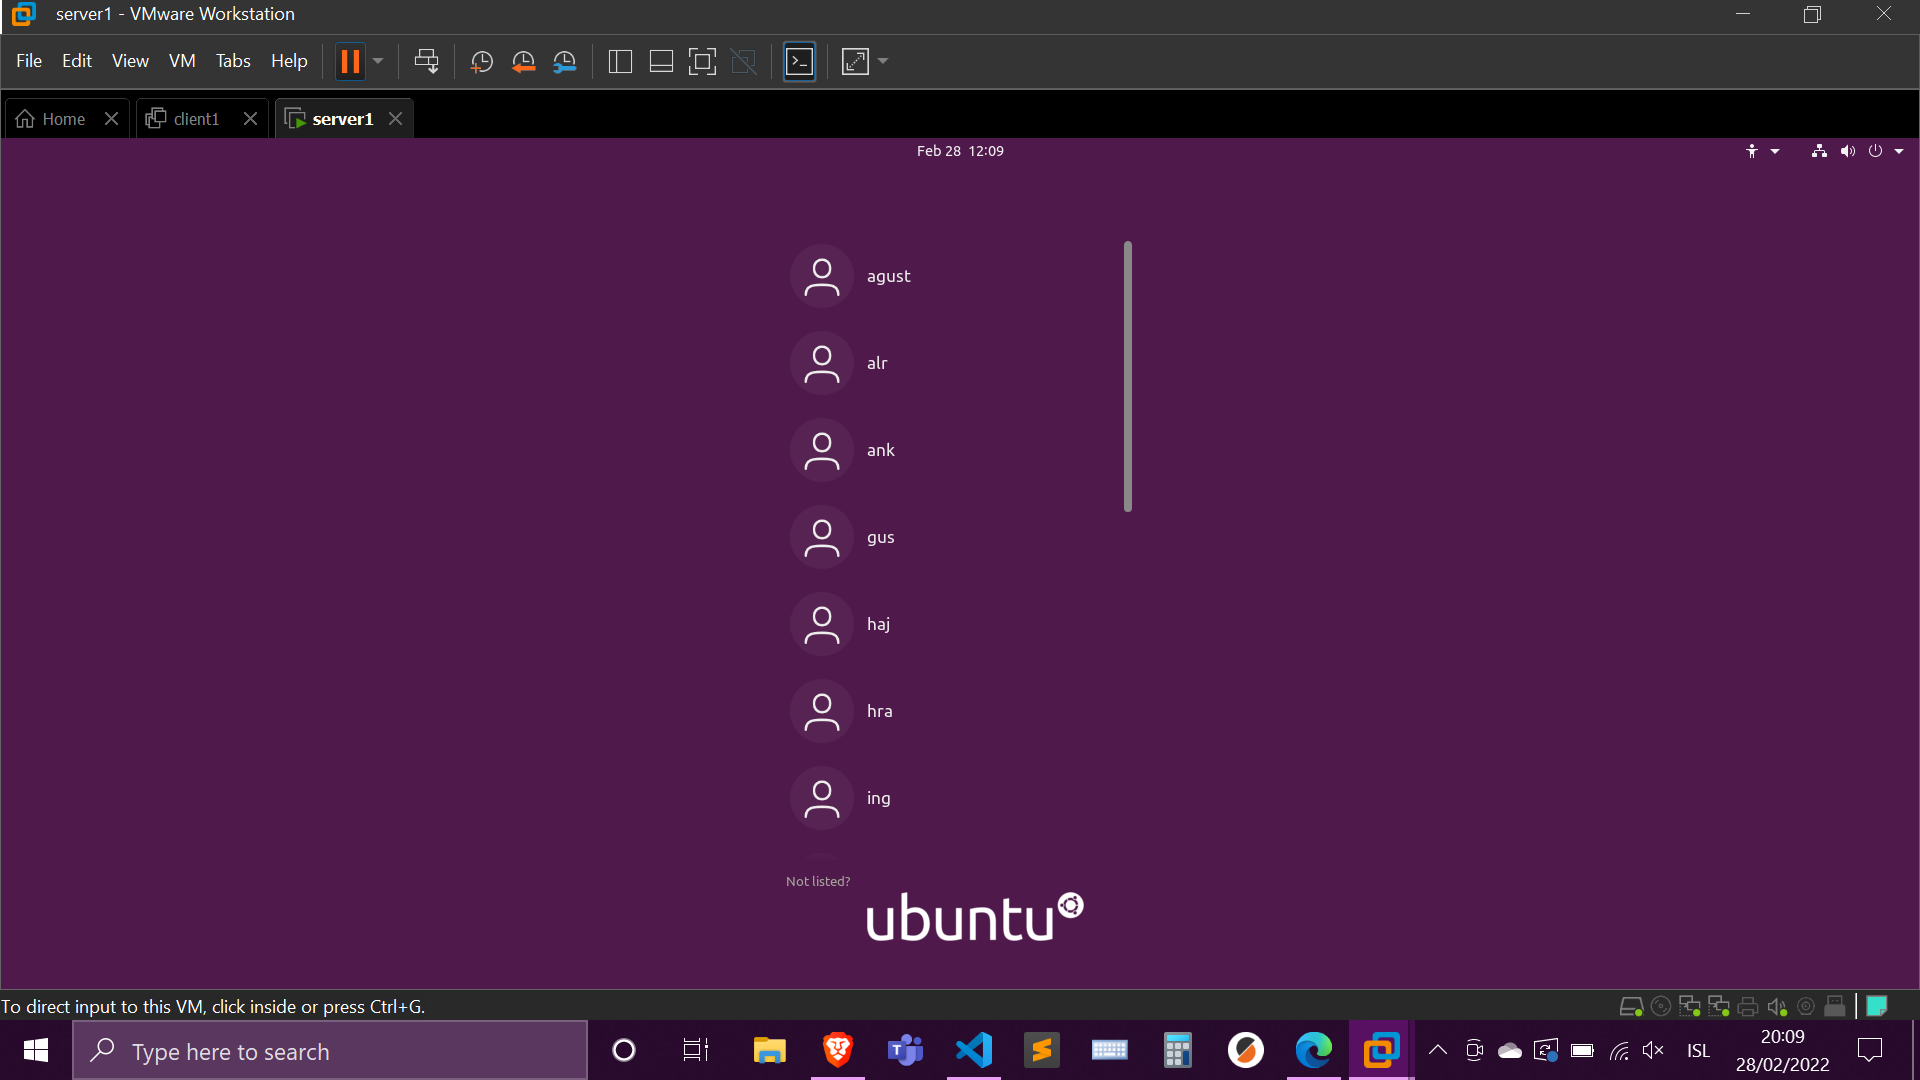 server1 - VMware Workstation
File Edit View VM Tabs Help
Home client1 server1
Feb 28 12:09
agust
alr
ank
gus
haj
hra
ing
Not listed?
ubuntu
To direct input to this VM, click inside or press Ctrl+G.
Type here to search
ISL
20:09
28/02/2022